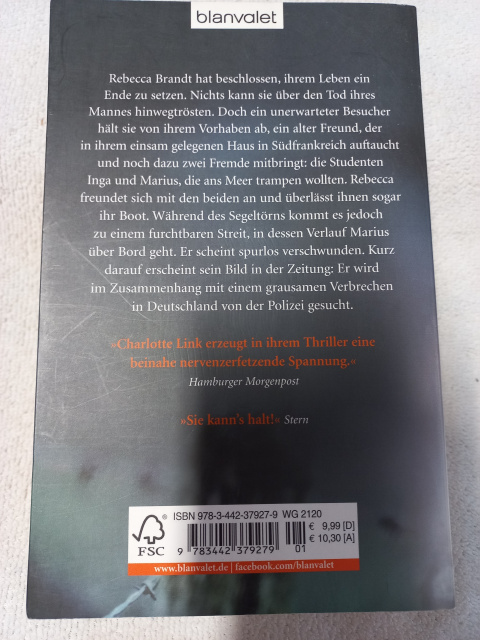 blanvalet
Rebecca Brandt hat beschlossen, ihrem Leben ein
Ende zu setzen. Nichts kann sie über den Tod ihres
Mannes hinwegtrösten. Doch ein unerwarteter Besucher
hält sie von ihrem Vorhaben ab, ein alter Freund, der
in ihrem einsam gelegenen Haus in Südfrankreich auftaucht
und noch dazu zwei Fremde mitbringt: die Studenten
Inga und Marius, die ans Meer trampen wollten. Rebecca
freundet sich mit den beiden an und überlässt ihnen sogar
ihr Boot. Während des Segeltörns kommt es jedoch
zu einem furchtbaren Streit, in dessen Verlauf Marius
über Bord geht. Er scheint spurlos verschwunden. Kurz
darauf erscheint sein Bild in der Zeitung: Er wird
im Zusammenhang mit einem grausamen Verbrechen
in Deutschland von der Polizei gesucht.
»Charlotte Link erzeugt in ihrem Thriller eine
beinahe nervenzerfetzende Spannung.«
Hamburger Morgenpost
»Sie kann's halt!« Stern
ISBN 978-3-442-37927-9 WG 2120
€ 9,99 [D]
€ 10,30 [A]
FSC
9 783442 379279 01
www.blanvalet.de | facebook.com/blanvalet